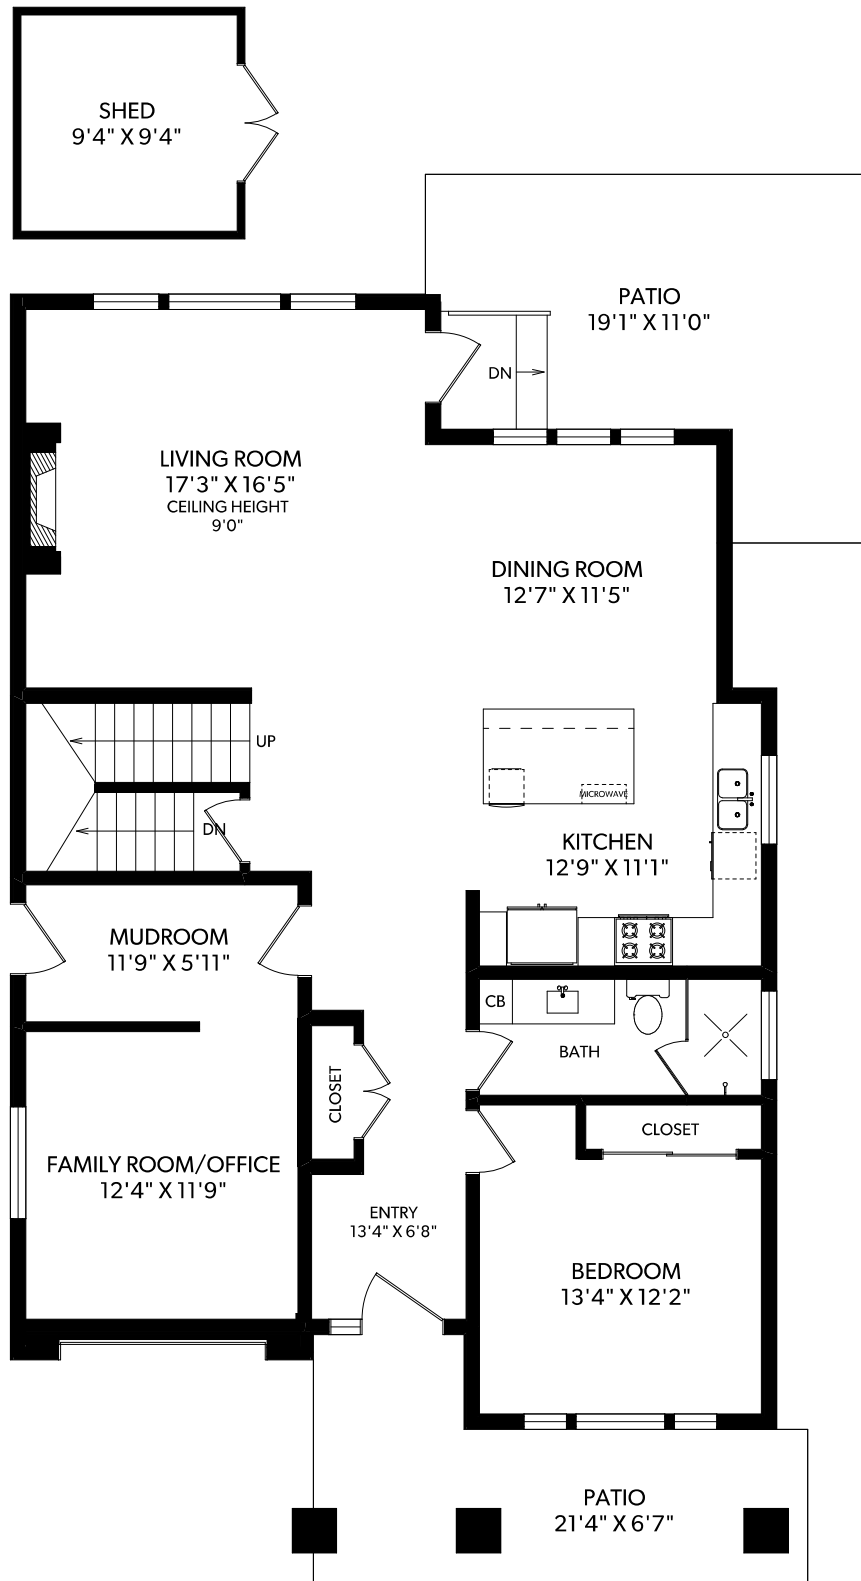 SHED
9'4" X 9'4"
PATIO
19'1" X 11'0"
DN
LIVING ROOM
17'3" X 16'5"
CEILING HEIGHT
9'0"
DINING ROOM
12'7" X 11'5"
UP
MICROWAVE
DN
KITCHEN
12'9" X 11'1"
MUDROOM
11'9" X 5'11"
CB
BATH
CLOSET
CLOSET
FAMILY ROOM/OFFICE
12'4" X 11'9"
ENTRY
13'4" X 6'8"
BEDROOM
13'4" X 12'2"
PATIO
21'4" X 6'7"